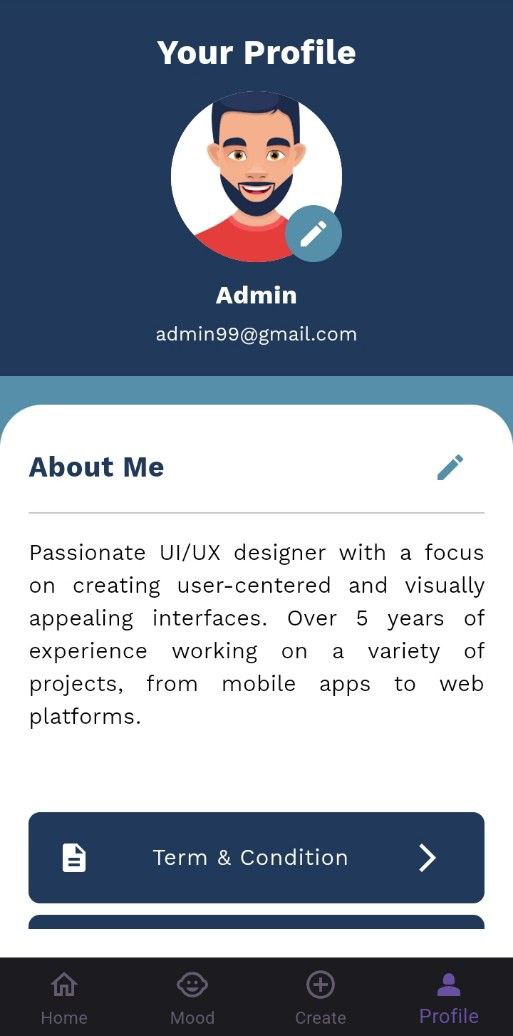 Your Profile
Admin
admin99@gmail.com
About Me
Passionate UI/UX designer with a focus
on creating user-centered and visually
appealing interfaces. Over 5 years of
experience working on a variety of
projects, from mobile apps to web
platforms.
Term & Condition
Home
Mood
Create
Profile